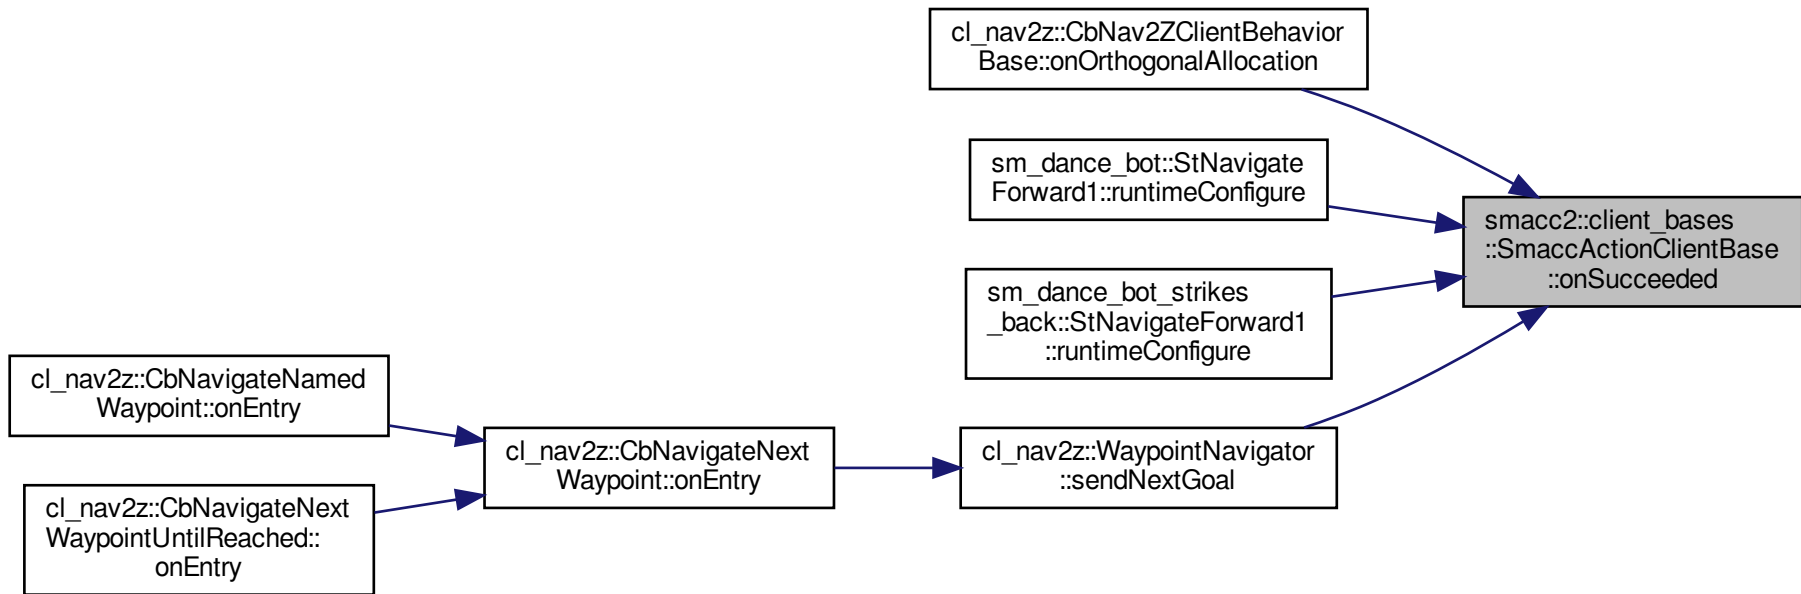 cl_nav2z::CbNav2ZClientBehavior
Base::onOrthogonalAllocation
sm_dance_bot::StNavigate
Forward1::runtimeConfigure
smacc2::client_bases
::SmaccActionClientBase
::onSucceeded
sm_dance_bot_strikes
_back::StNavigateForward1
::runtimeConfigure
cl_nav2z::CbNavigateNamed
Waypoint::onEntry
cl_nav2z::CbNavigateNext
Waypoint::onEntry
cl_nav2z::WaypointNavigator
::sendNextGoal
cl_nav2z::CbNavigateNext
WaypointUntilReached::
onEntry